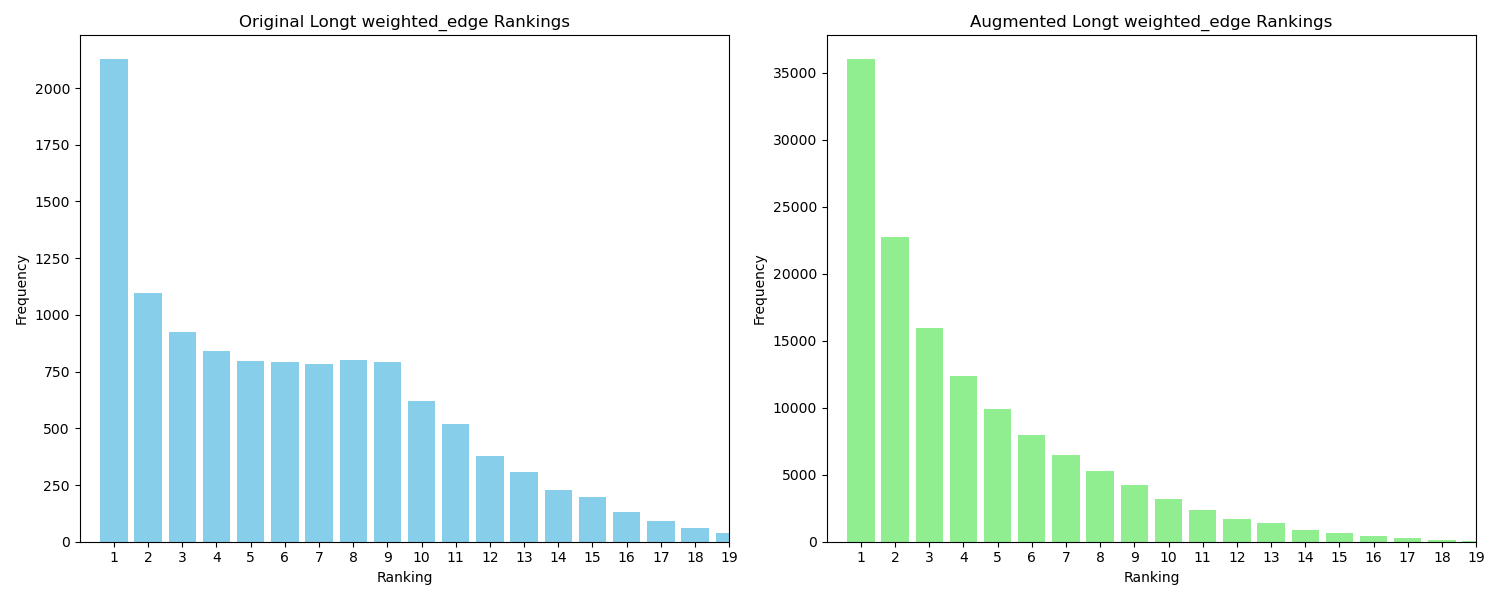 Original Longt weighted_edge Rankings
Frequency
2000
1750
1500
1250
1000
750
500
250
0
1 2 3 4 5 6 7 8 9 10 11 12 13 14 15 16 17 18 19
Ranking
Augmented Longt weighted_edge Rankings
Frequency
35000
30000
25000
20000
15000
10000
5000
0
1 2 3 4 5 6 7 8 9 10 11 12 13 14 15 16 17 18 19
Ranking